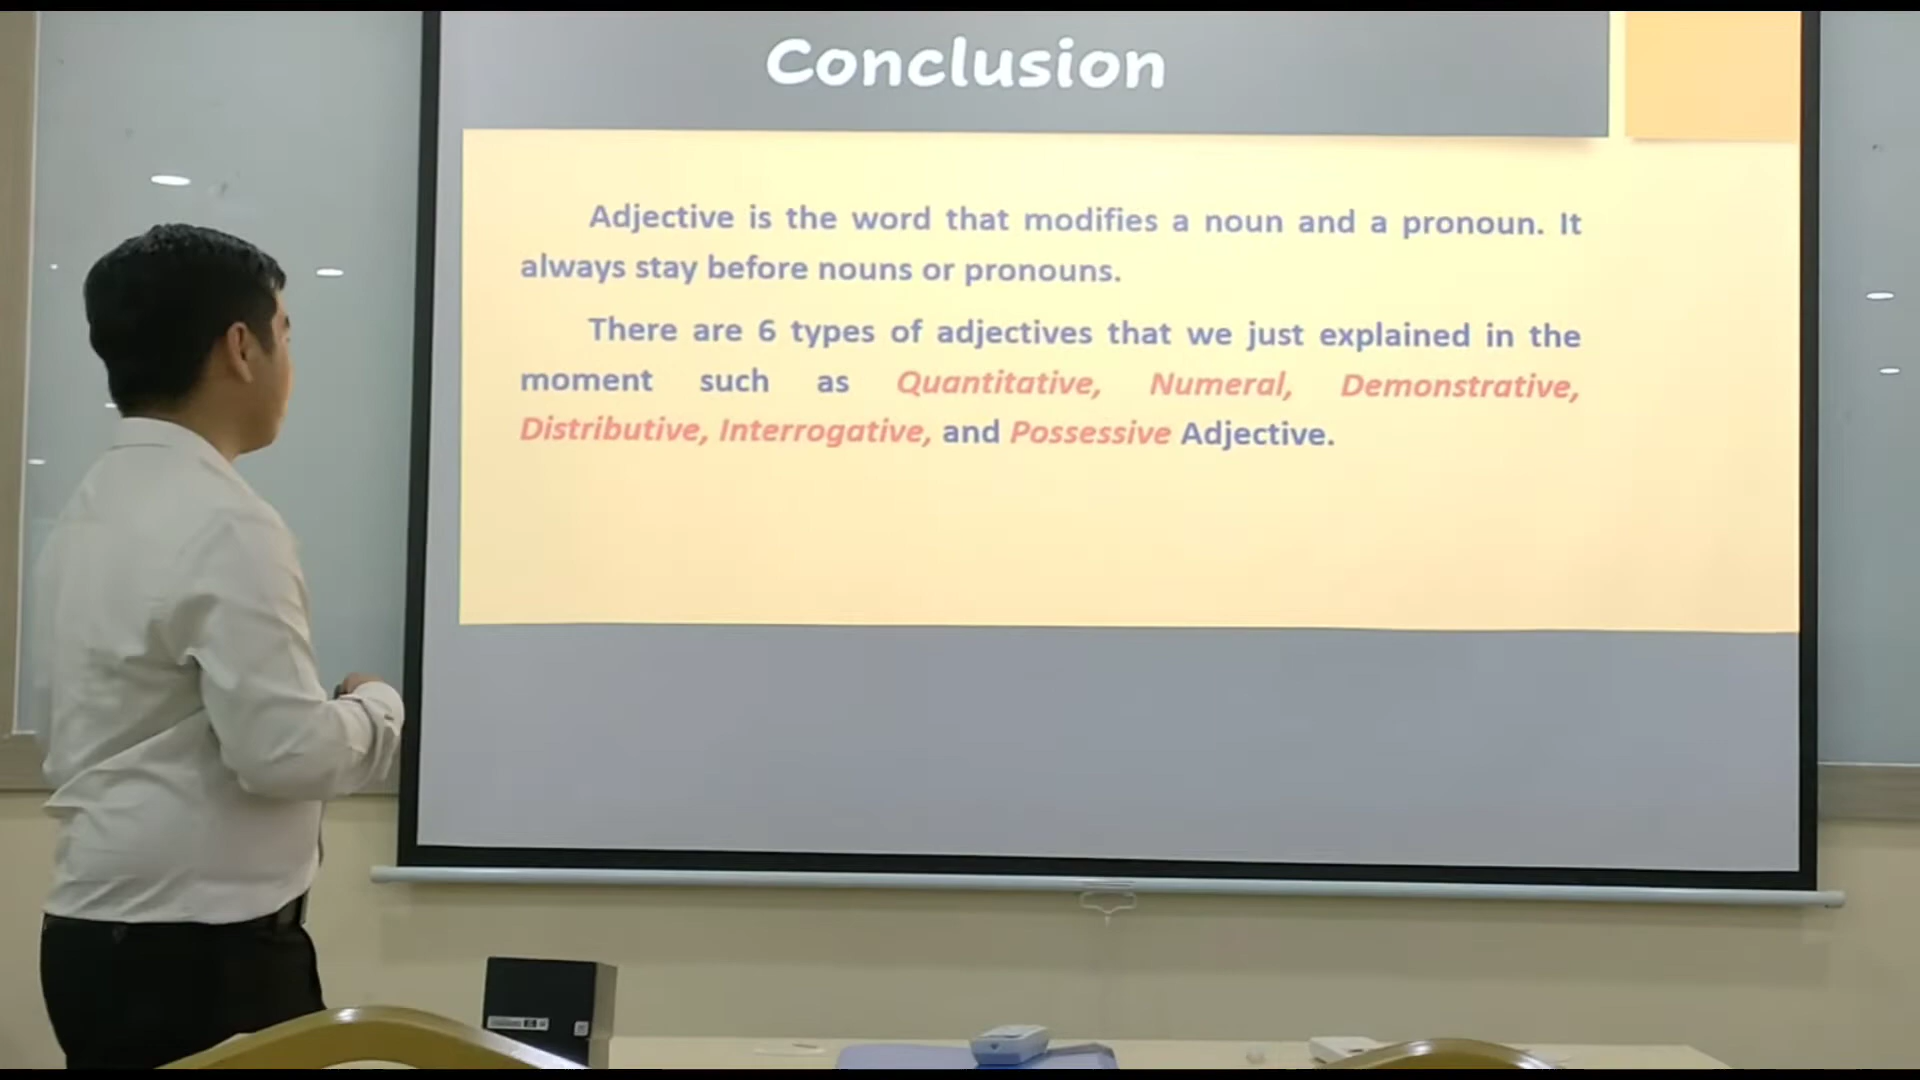 Conclusion
Adjective is the word that modifies a noun and a pronoun. It
always stay before nouns or pronouns.
There are 6 types of adjectives that we just explained in the
moment such as Quantitative, Numeral, Demonstrative,
Distributive, Interrogative, and Possessive Adjective.